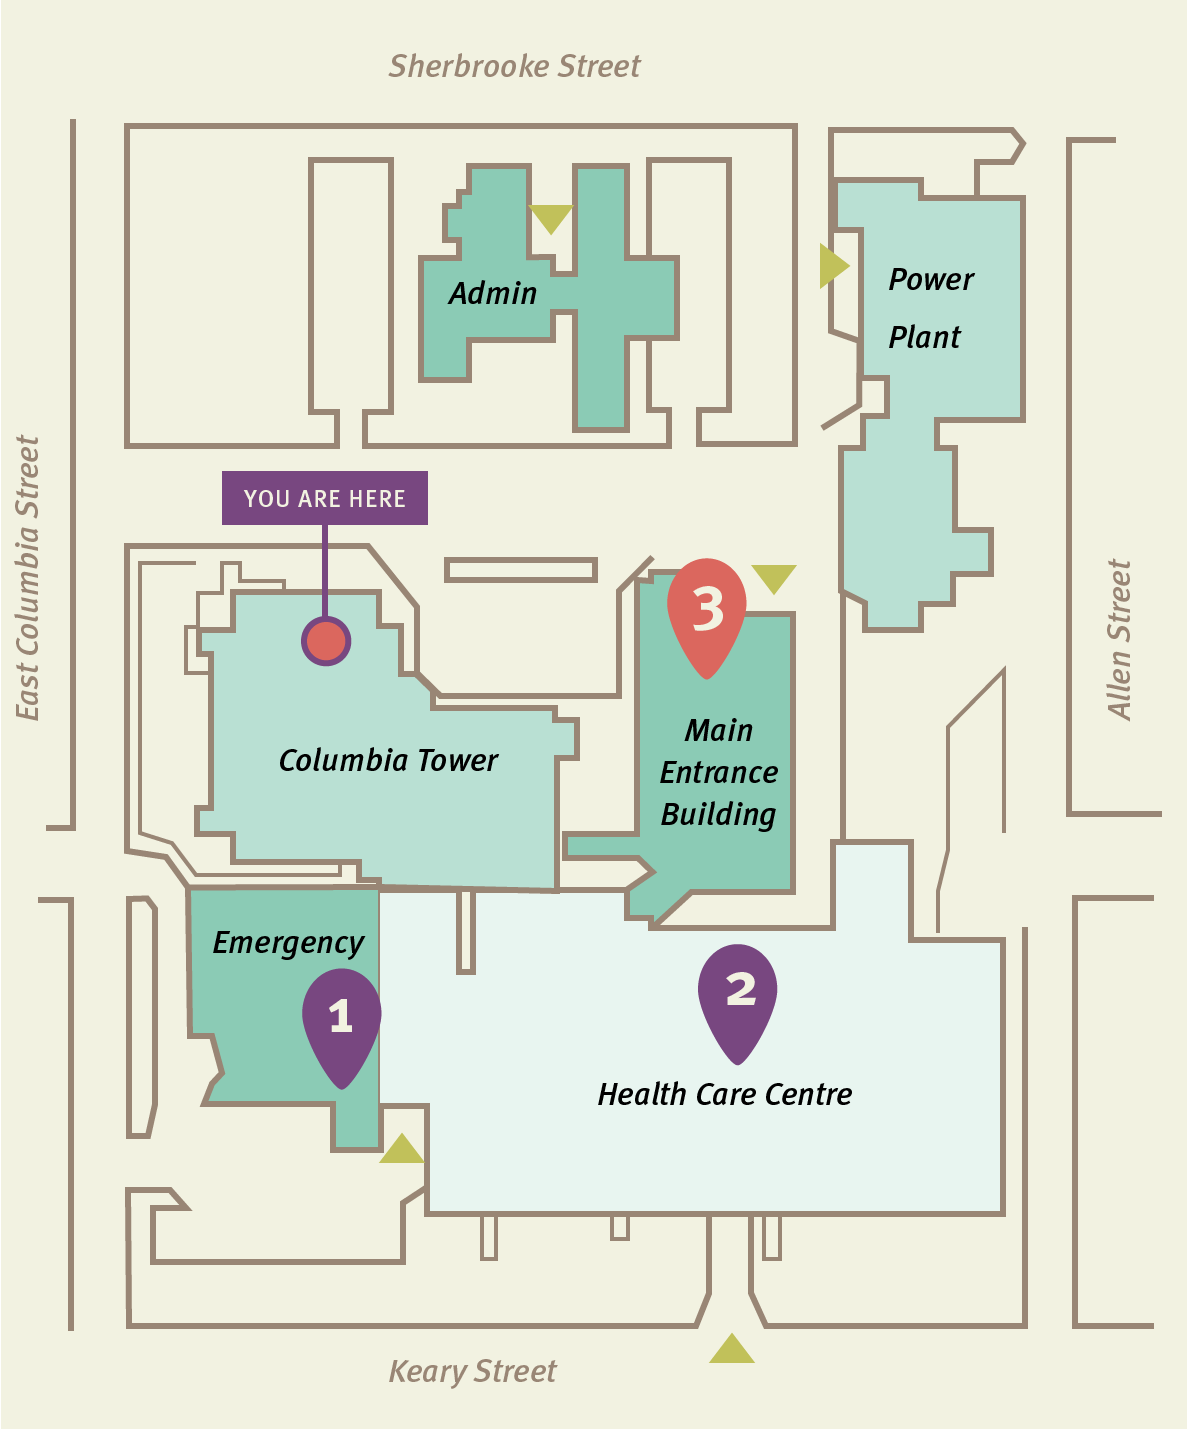 Sherbrooke Street
Admin
Power
Plant
East Columbia Street
YOU ARE HERE
Allen Street
3
Main
Entrance
Building
Columbia Tower
Emergency
1
2
Health Care Centre
Keary Street